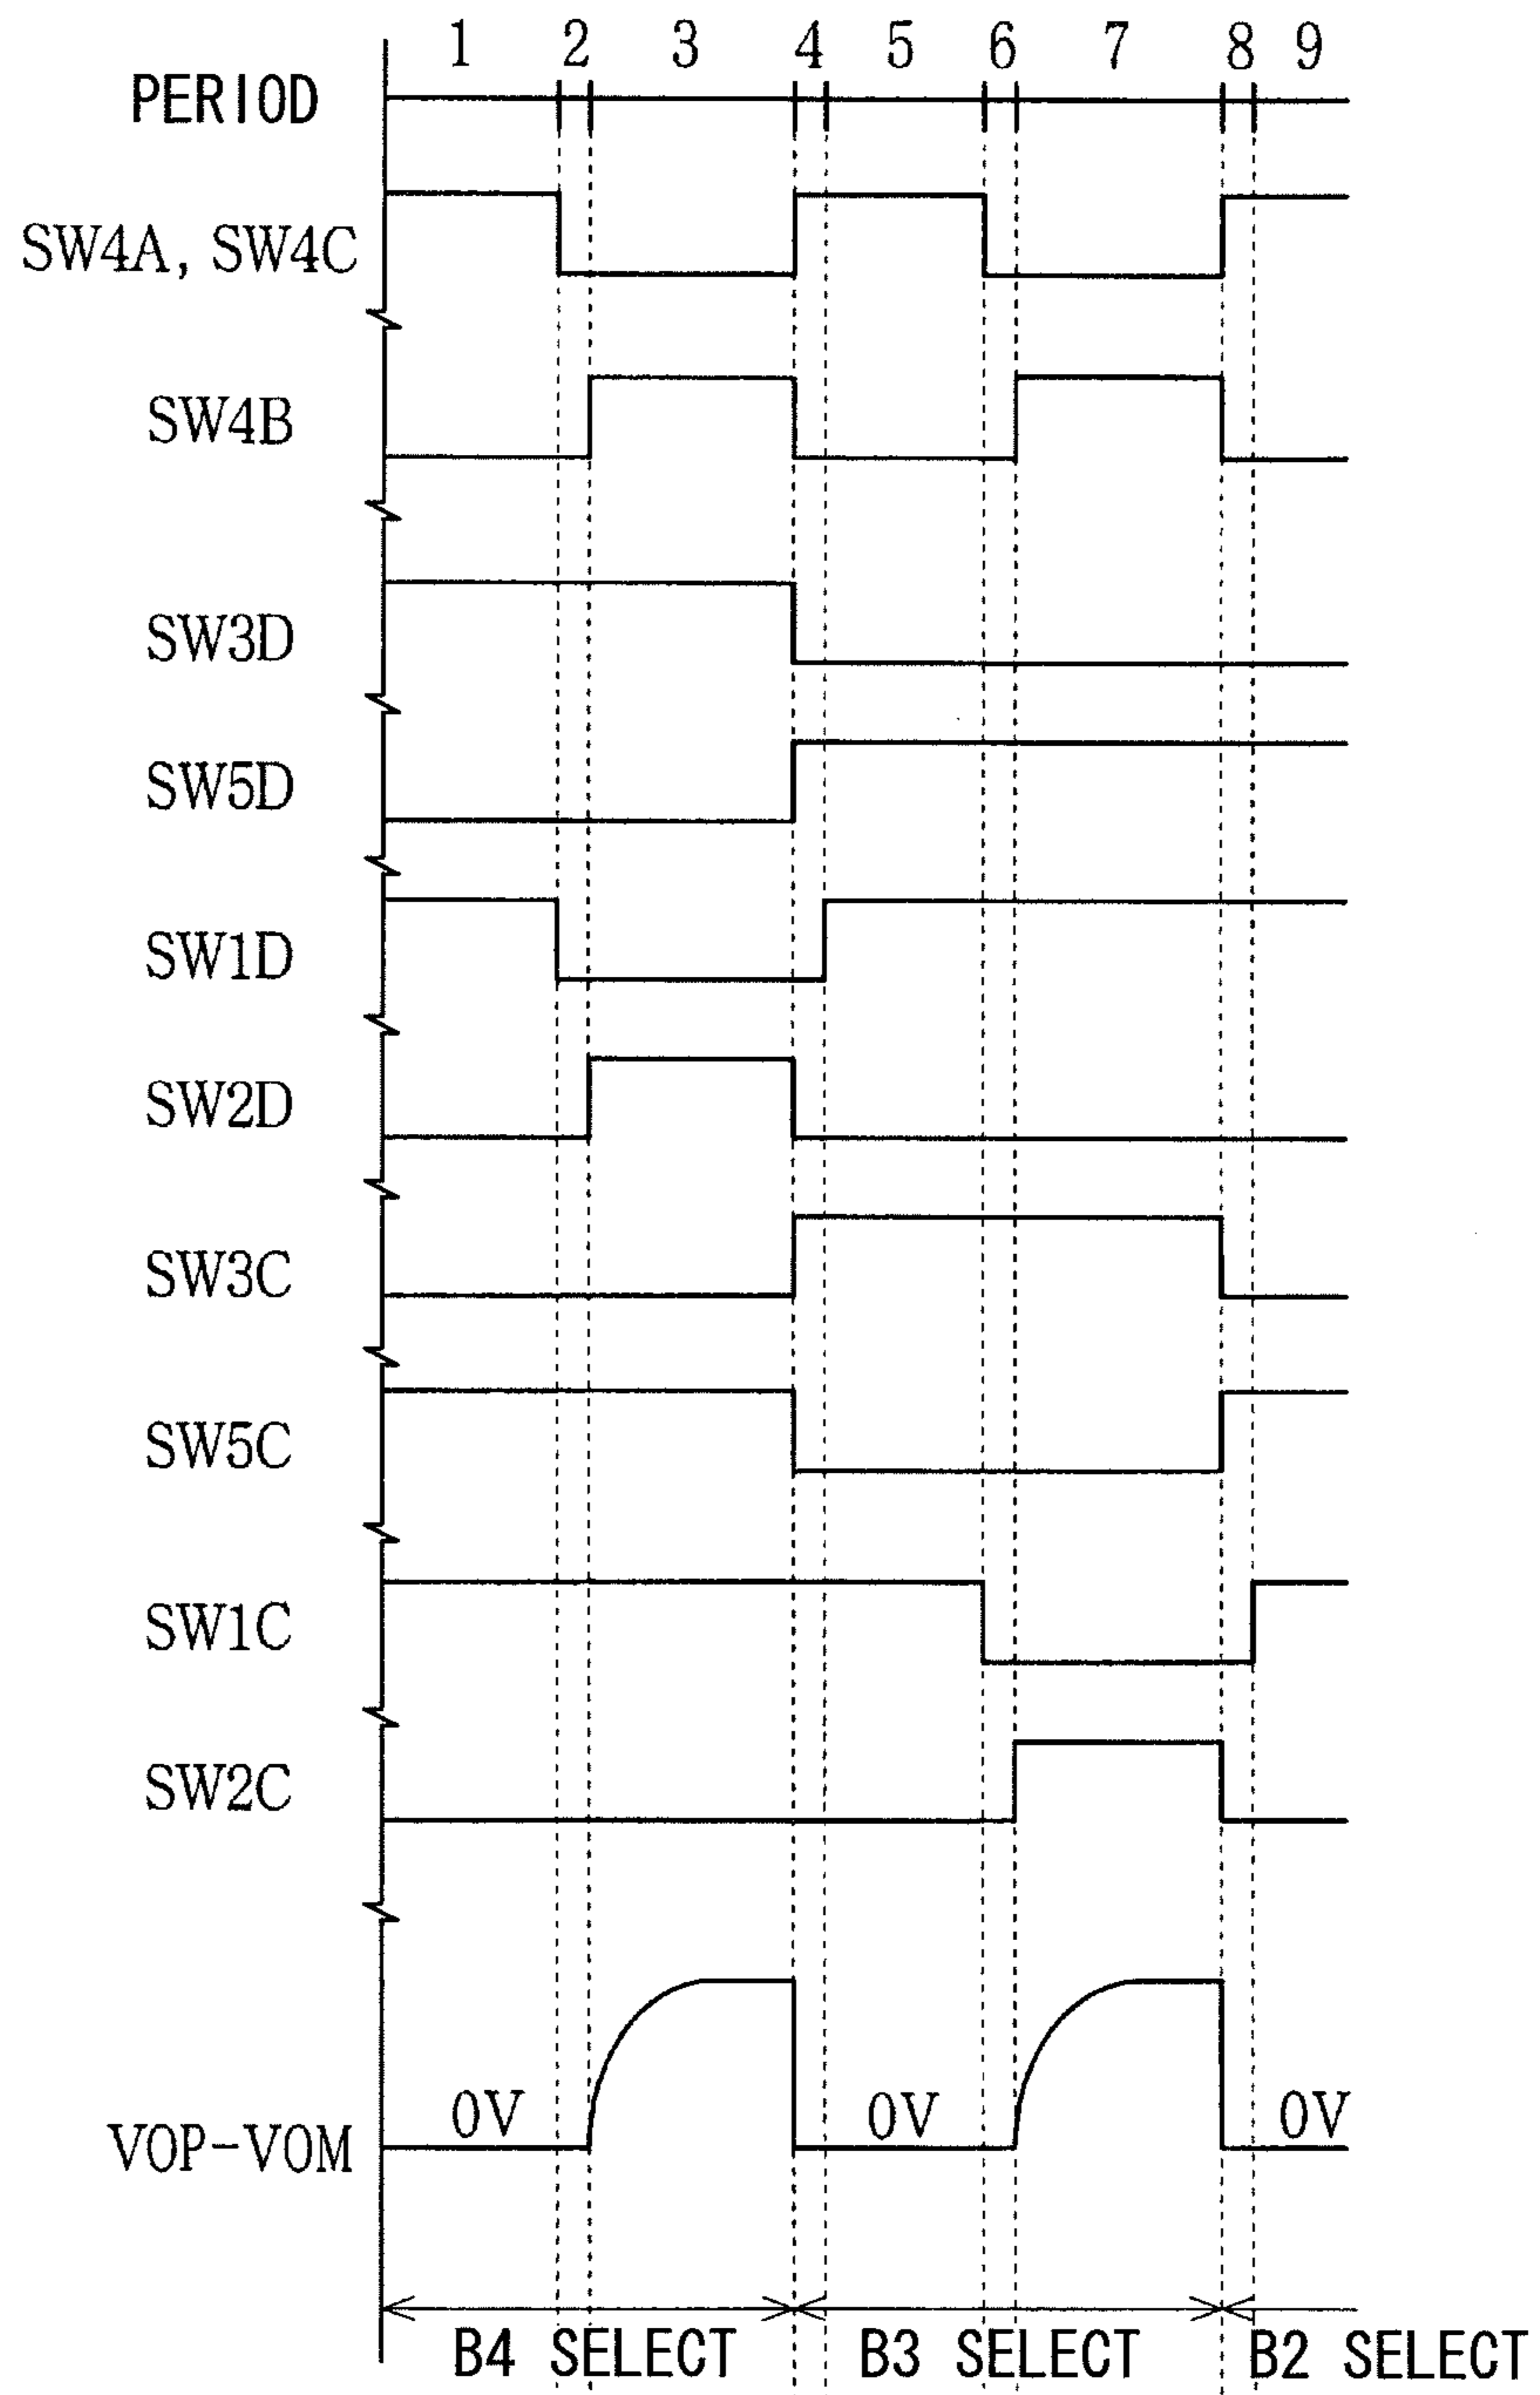 1 2 3 4 5 6 7 8 9
PERIOD
SW4A, SW4C
SW4B
SW3D
SW5D
SW1D
SW2D
SW3C
SW5C
SW1C
SW2C
0V 0V 0V
VOP-VOM
B4 SELECT B3 SELECT B2 SELECT